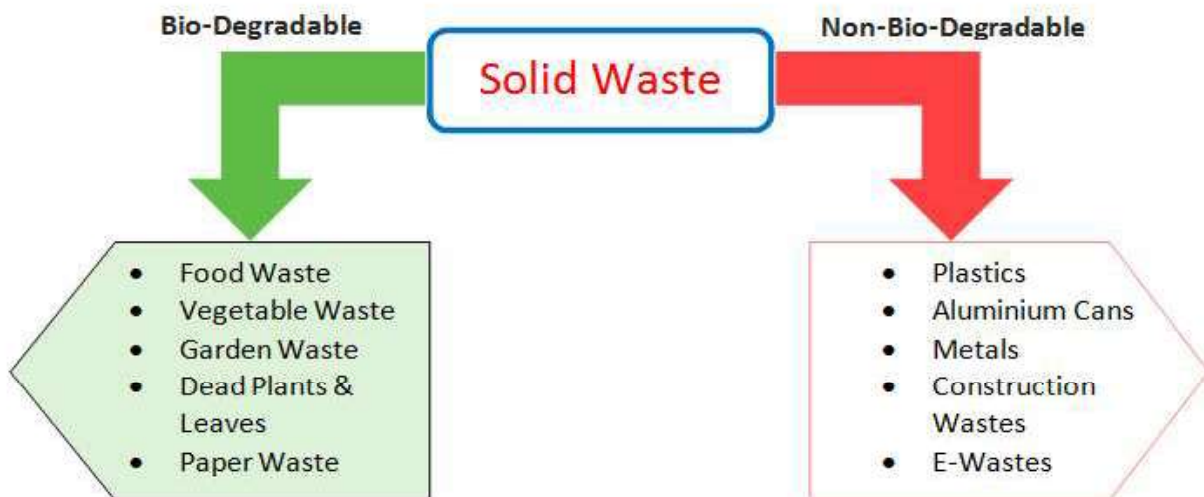 Bio-Degradable
Non-Bio-Degradable
Solid Waste
• Food Waste
• Vegetable Waste
• Garden Waste
• Dead Plants &
Leaves
• Paper Waste
• Plastics
• Aluminium Cans
• Metals
• Construction
Wastes
• E-Wastes